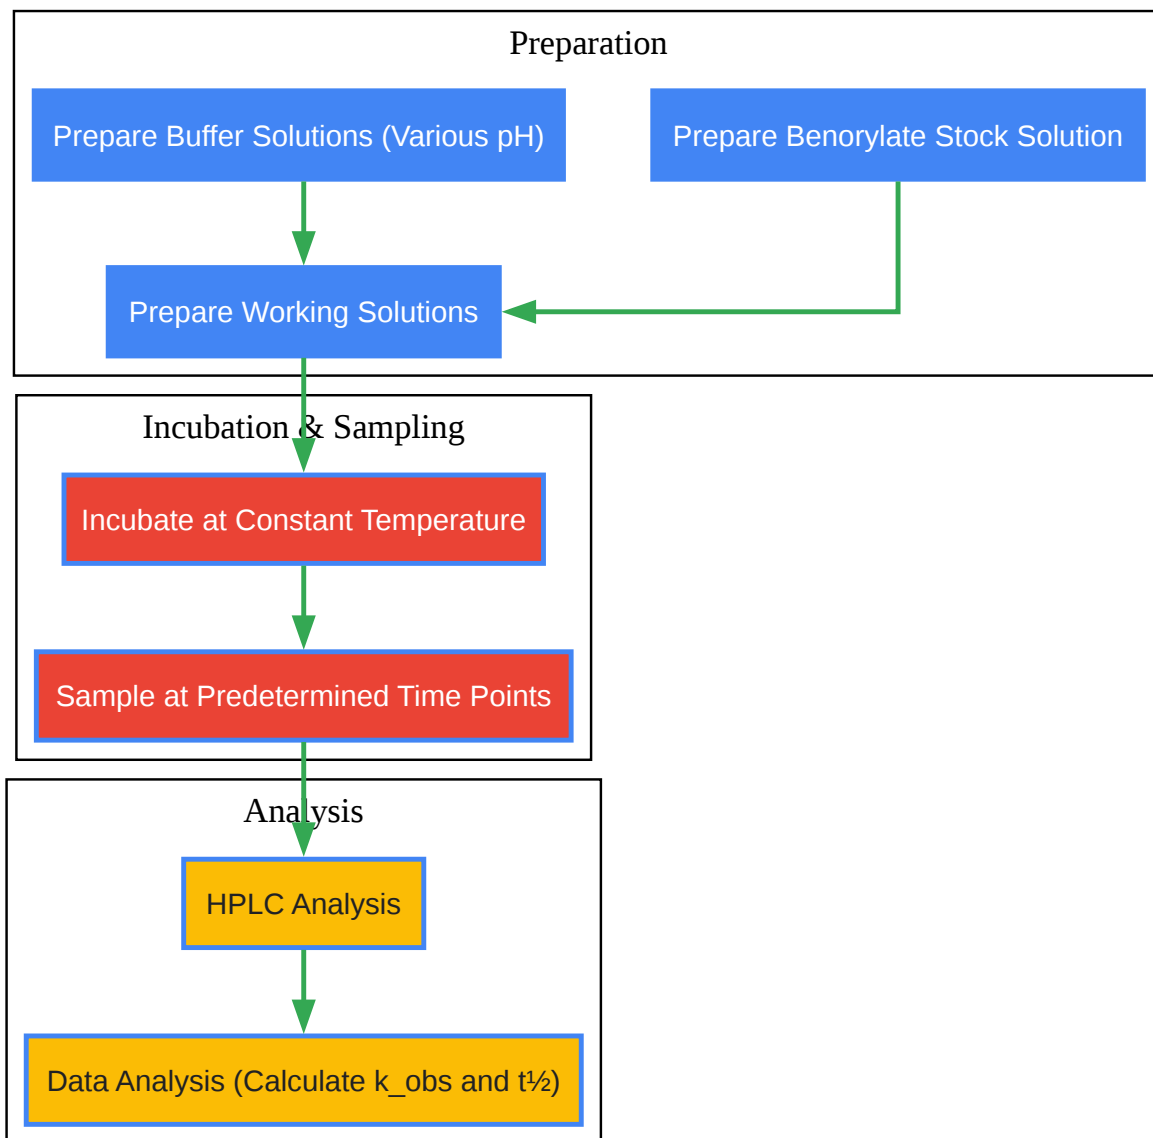 Preparation
Prepare Buffer Solutions (Various pH)
Prepare Benorylate Stock Solution
Prepare Working Solutions
Incubation & Sampling
Incubate at Constant Temperature
Sample at Predetermined Time Points
Analysis
HPLC Analysis
Data Analysis (Calculate k_obs and t½)